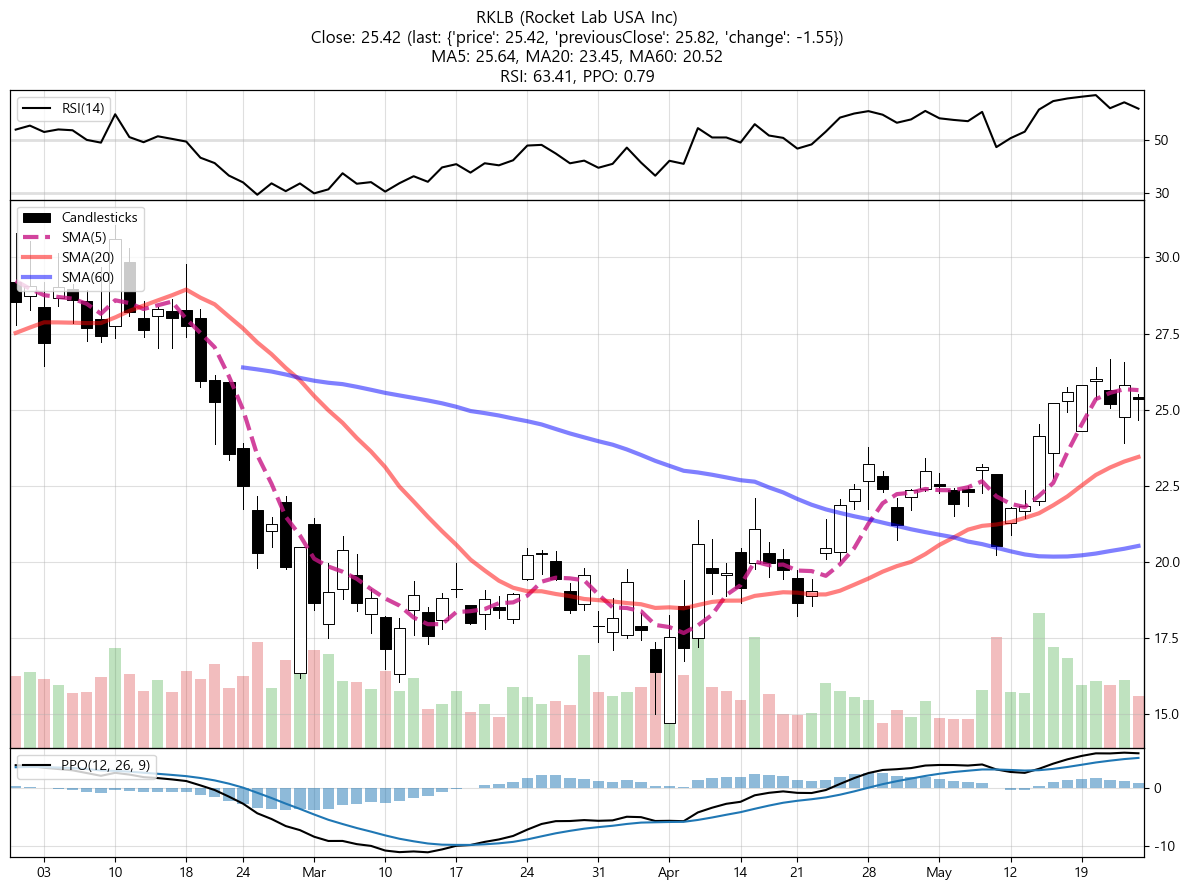 RKLB (Rocket Lab USA Inc)
Close: 25.42 (last: {'price': 25.42, 'previousClose': 25.82, 'change': -1.55})
MA5: 25.64, MA20: 23.45, MA60: 20.52
RSI: 63.41, PPO: 0.79
RSI(14)
50
30
Candlesticks
SMA(5)
SMA(20)
SMA(60)
30.0
27.5
25.0
22.5
20.0
17.5
15.0
PPO(12, 26, 9)
0
-10
03 10 18 24 Mar 10 17 24 31 Apr 14 21 28 May 12 19